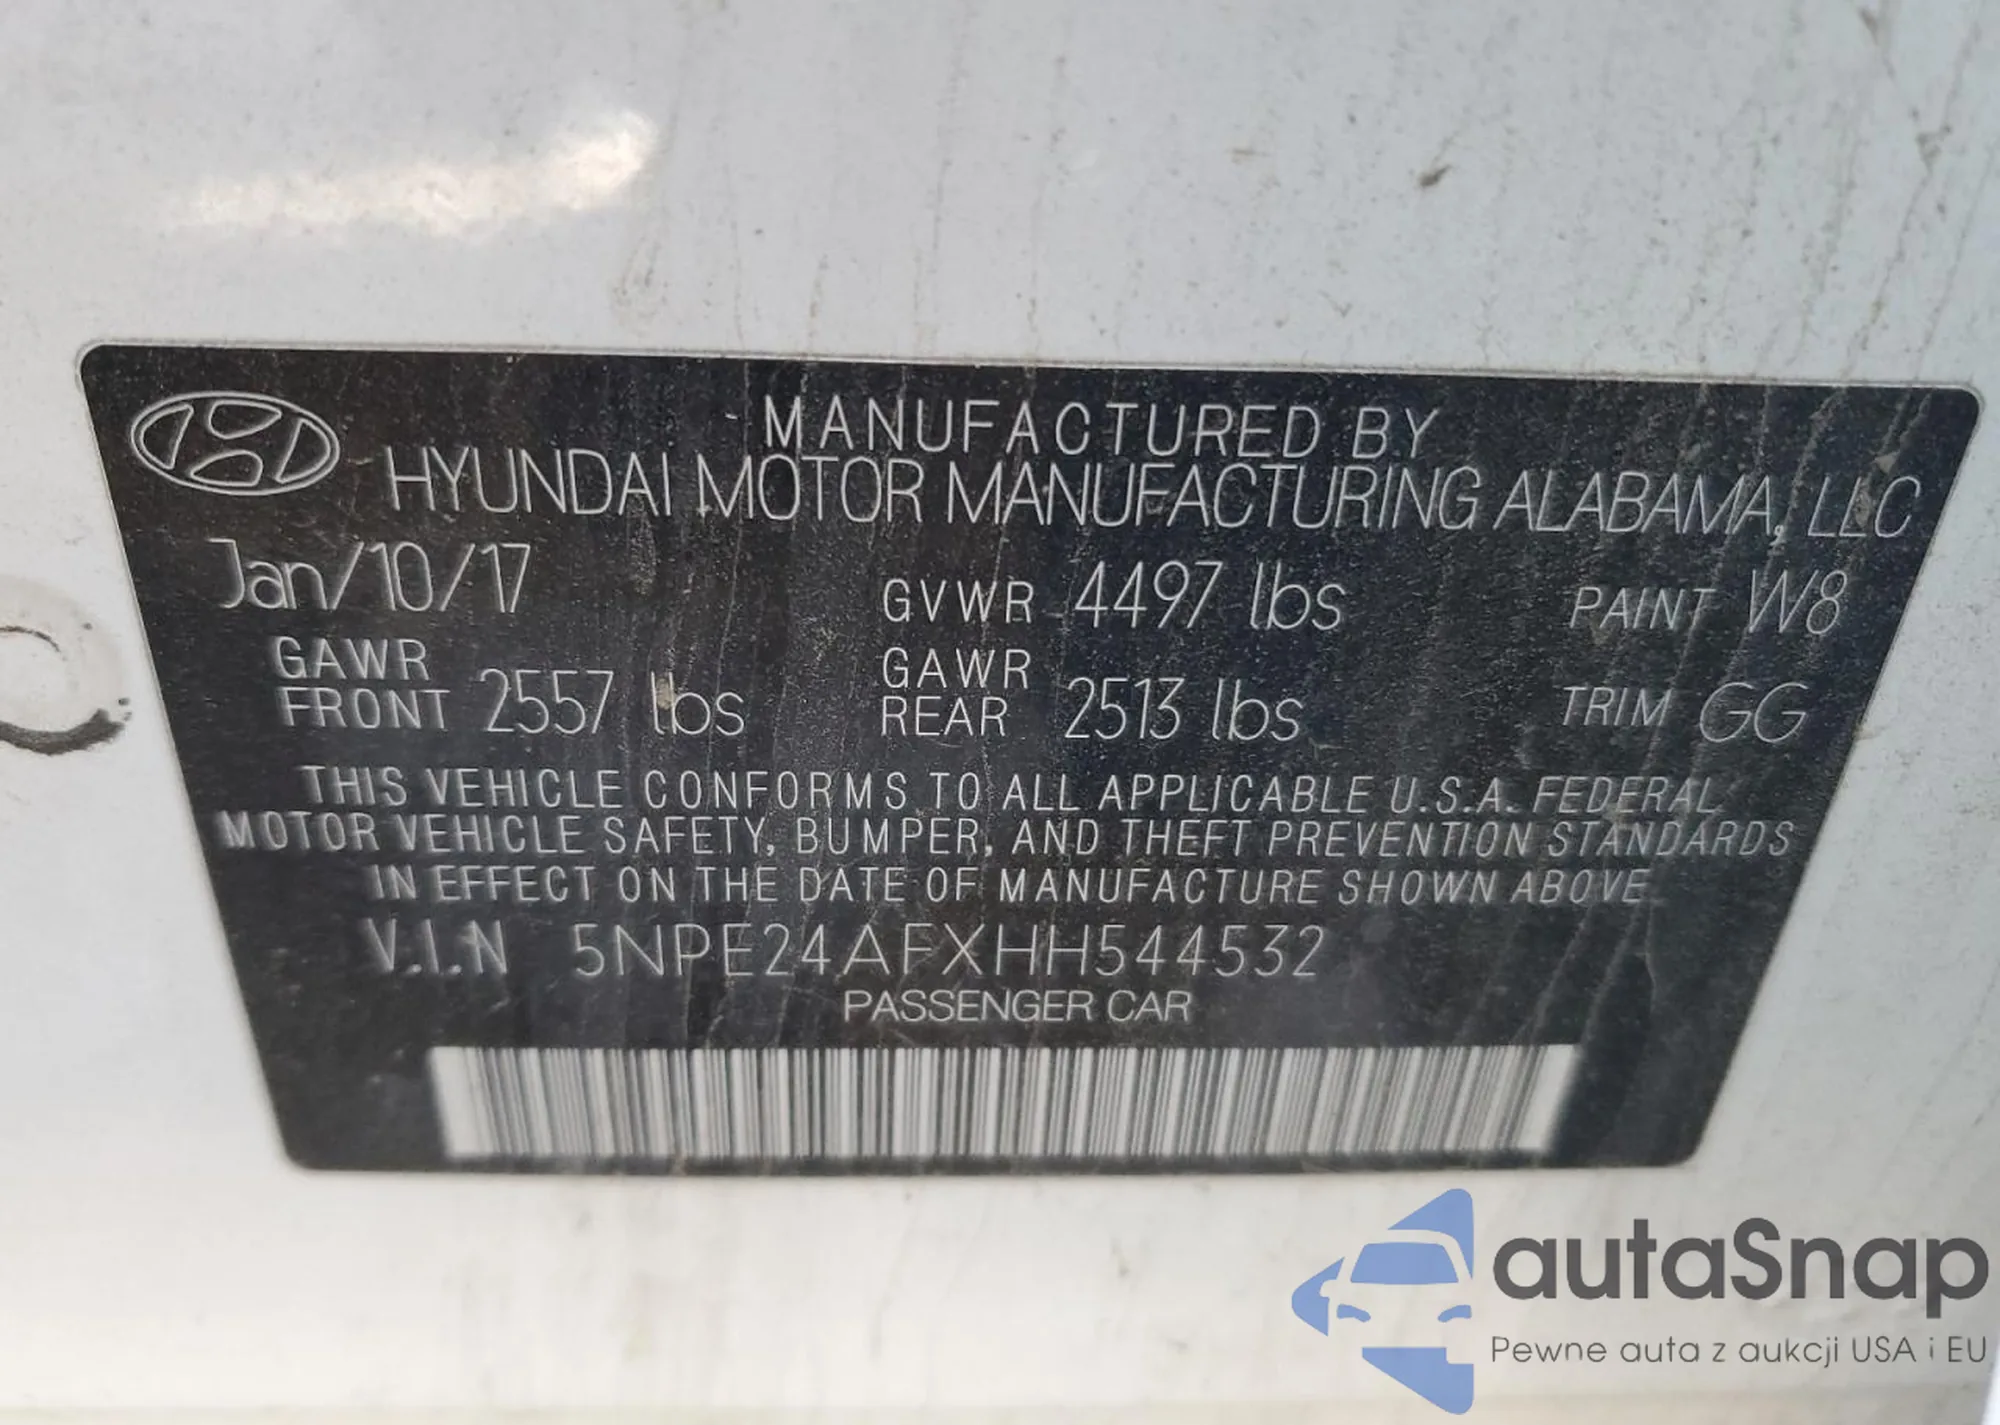 MANUFACTURED BY
HYUNDAI MOTOR MANUFACTURING ALABAMA, LLC
Jan/10/17 GVWR 4497 lbs PAINT W8
GAWR FRONT 2557 lbs GAWR REAR 2513 lbs TRIM GG
THIS VEHICLE CONFORMS TO ALL APPLICABLE U.S.A. FEDERAL
MOTOR VEHICLE SAFETY, BUMPER, AND THEFT PREVENTION STANDARDS
IN EFFECT ON THE DATE OF MANUFACTURE SHOWN ABOVE
V.I.N 5NPE24AFXHH544532
PASSENGER CAR
autaSnap
Pewne auta z aukcji USA i EU